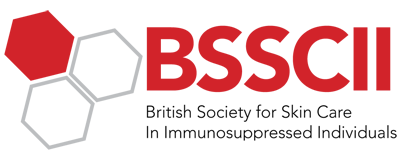 BSSCII
British Society for Skin Care
In Immunosuppressed Individuals